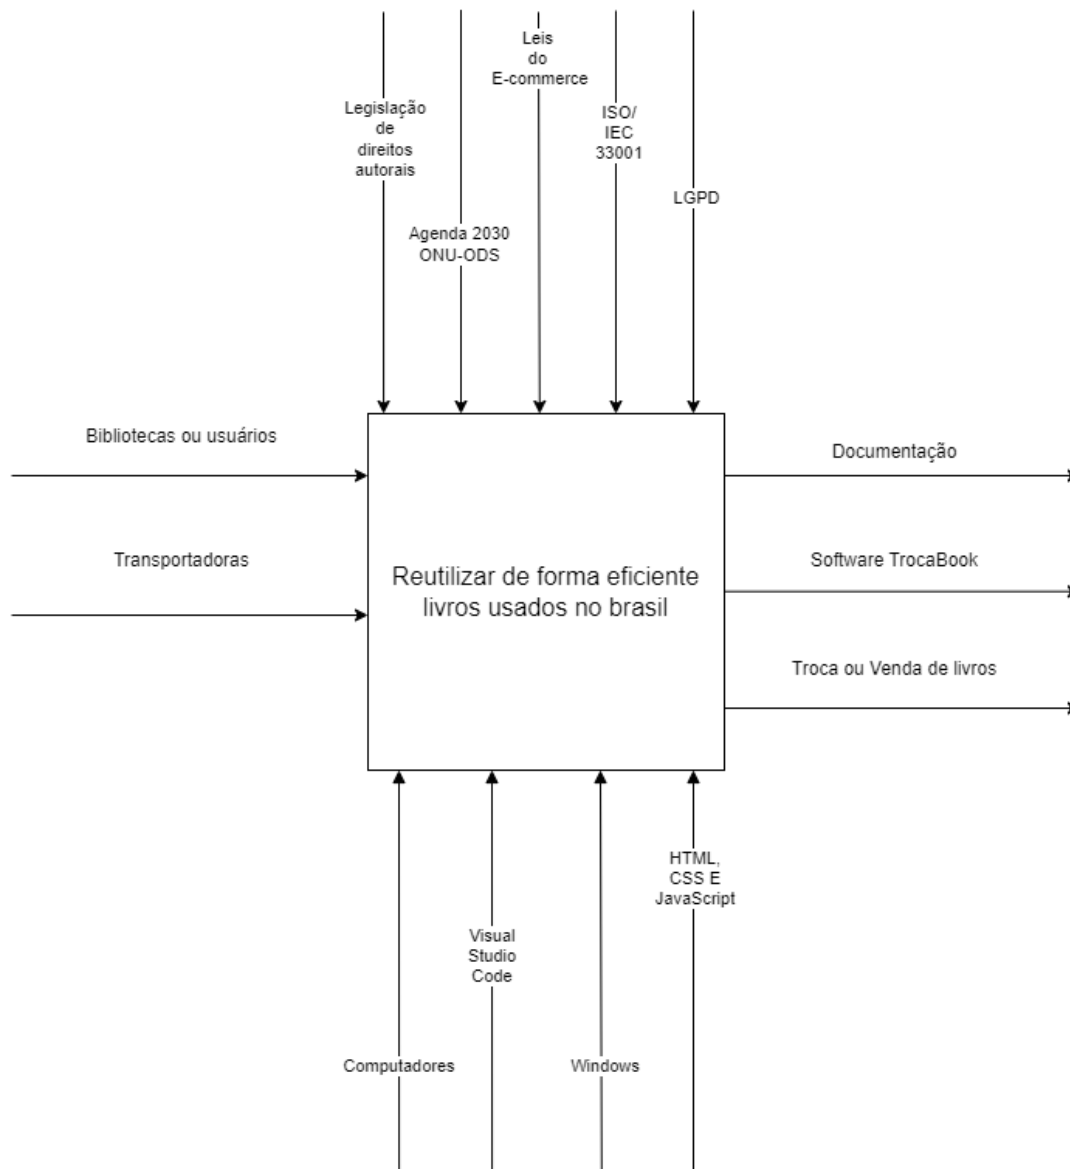 Leis
do
E-commerce
Legislação
de
direitos
autorais
ISO/
IEC
33001
LGPD
Agenda 2030
ONU-ODS
Bibliotecas ou usuários
Transportadoras
Reutilizar de forma eficiente
livros usados no brasil
Documentação
Software TrocaBook
Troca ou Venda de livros
HTML,
CSS E
JavaScript
Visual
Studio
Code
Computadores
Windows